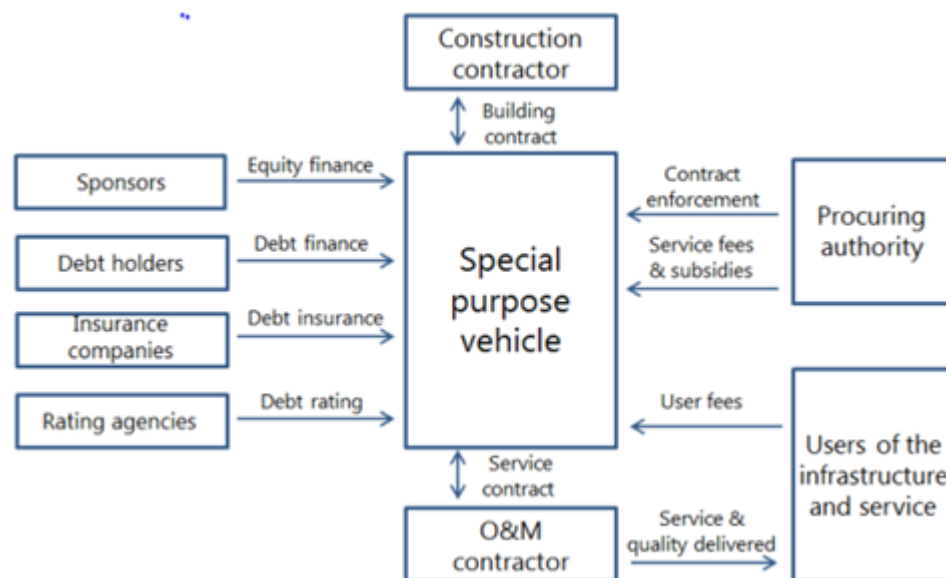 Construction
contractor
Building
contract
Sponsors
Equity finance
Debt holders
Debt finance
Insurance
companies
Debt insurance
Rating agencies
Debt rating
Special
purpose
vehicle
Contract
enforcement
Service fees
& subsidies
Procuring
authority
User fees
Users of the
infrastructure
and service
Service
contract
O&M
contractor
Service &
quality delivered